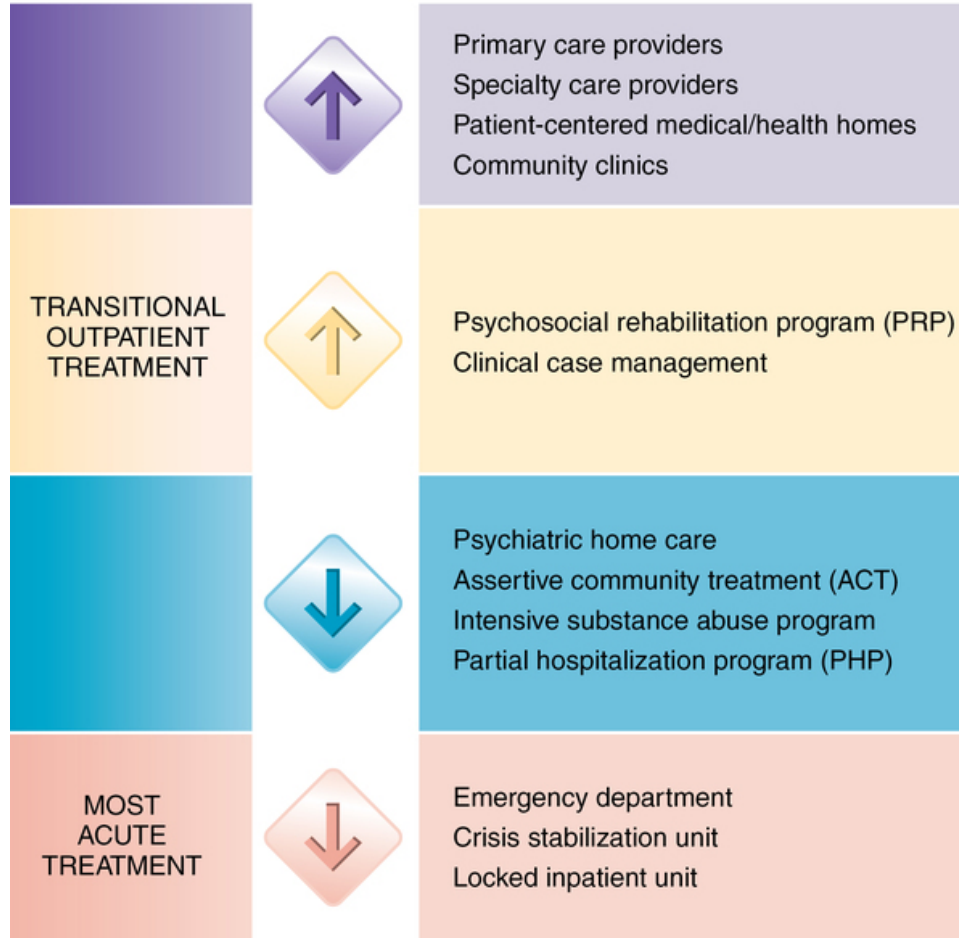 Primary care providers
Specialty care providers
Patient-centered medical/health homes
Community clinics
TRANSITIONAL
OUTPATIENT
TREATMENT
Psychosocial rehabilitation program (PRP)
Clinical case management
Psychiatric home care
Assertive community treatment (ACT)
Intensive substance abuse program
Partial hospitalization program (PHP)
MOST
ACUTE
TREATMENT
Emergency department
Crisis stabilization unit
Locked inpatient unit